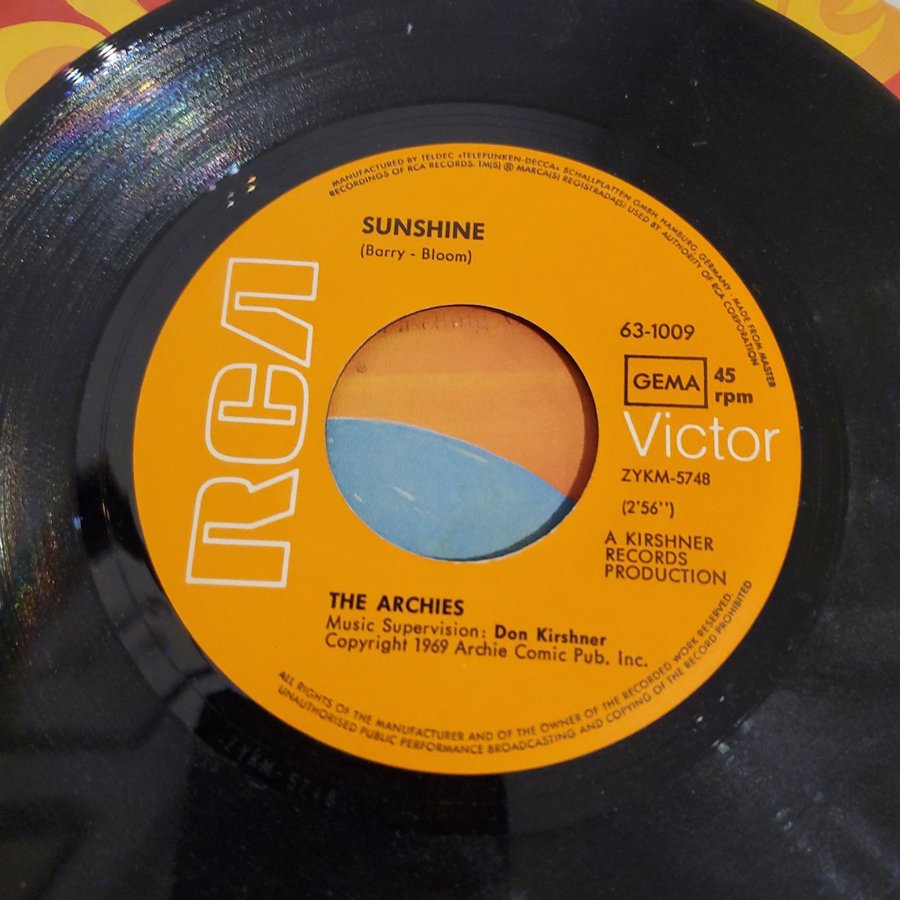 MANUFACTURED BY TELDEC »TELEFUNKEN-DECCA« SCHALLPLATTEN GMBH, HAMBURG, GERMANY · MADE FROM MASTER
RECORDINGS OF RCA RECORDS. TM(S) ® MARCA(S) REGISTRADA(S) USED BY AUTHORITY OF RCA CORPORATION
SUNSHINE
(Barry - Bloom)
RCA
63-1009
GEMA
45
rpm
Victor
ZYKM-5748
(2'56'')
A KIRSHNER
RECORDS
PRODUCTION
THE ARCHIES
Music Supervision: Don Kirshner
Copyright 1969 Archie Comic Pub. Inc.
ALL RIGHTS OF THE MANUFACTURER AND OF THE OWNER OF THE RECORDED WORK RESERVED.
UNAUTHORISED PUBLIC PERFORMANCE BROADCASTING AND COPYING OF THE RECORD PROHIBITED